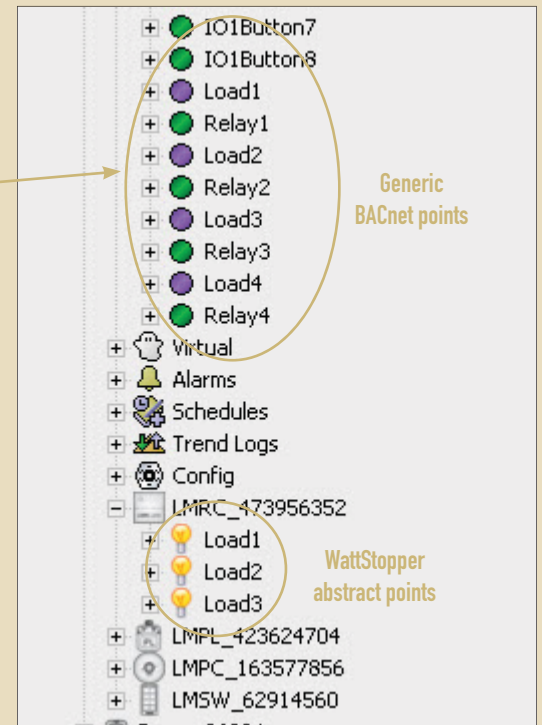 IO1Button7
IO1Button8
Load1
Relay1
Load2
Relay2
Generic
BACnet points
Load3
Relay3
Load4
Relay4
Virtual
Alarms
Schedules
Trend Logs
Config
LMRC_473956352
Load1
Load2
Load3
WattStopper
abstract points
LMPL_423624704
LMPC_163577856
LMSW_62914560